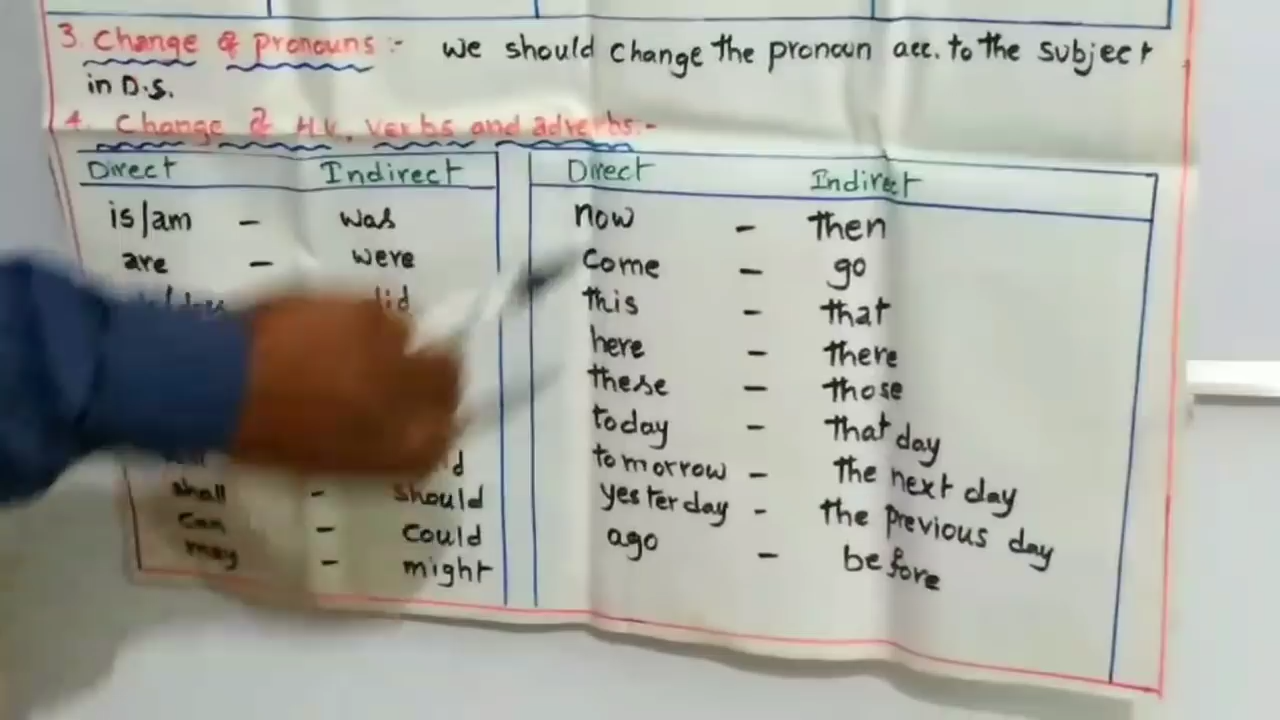 3. Change of pronouns :- we should change the pronoun acc. to the subject
in D.S.
4. Change of H.V. verbs and adverbs:-
Direct Indirect
is/am - was
are - were
did
shall - should
can - could
may - might
Direct Indirect
now - then
come - go
this - that
here - there
these - those
today - that day
tomorrow - the next day
yesterday - the previous day
ago - before